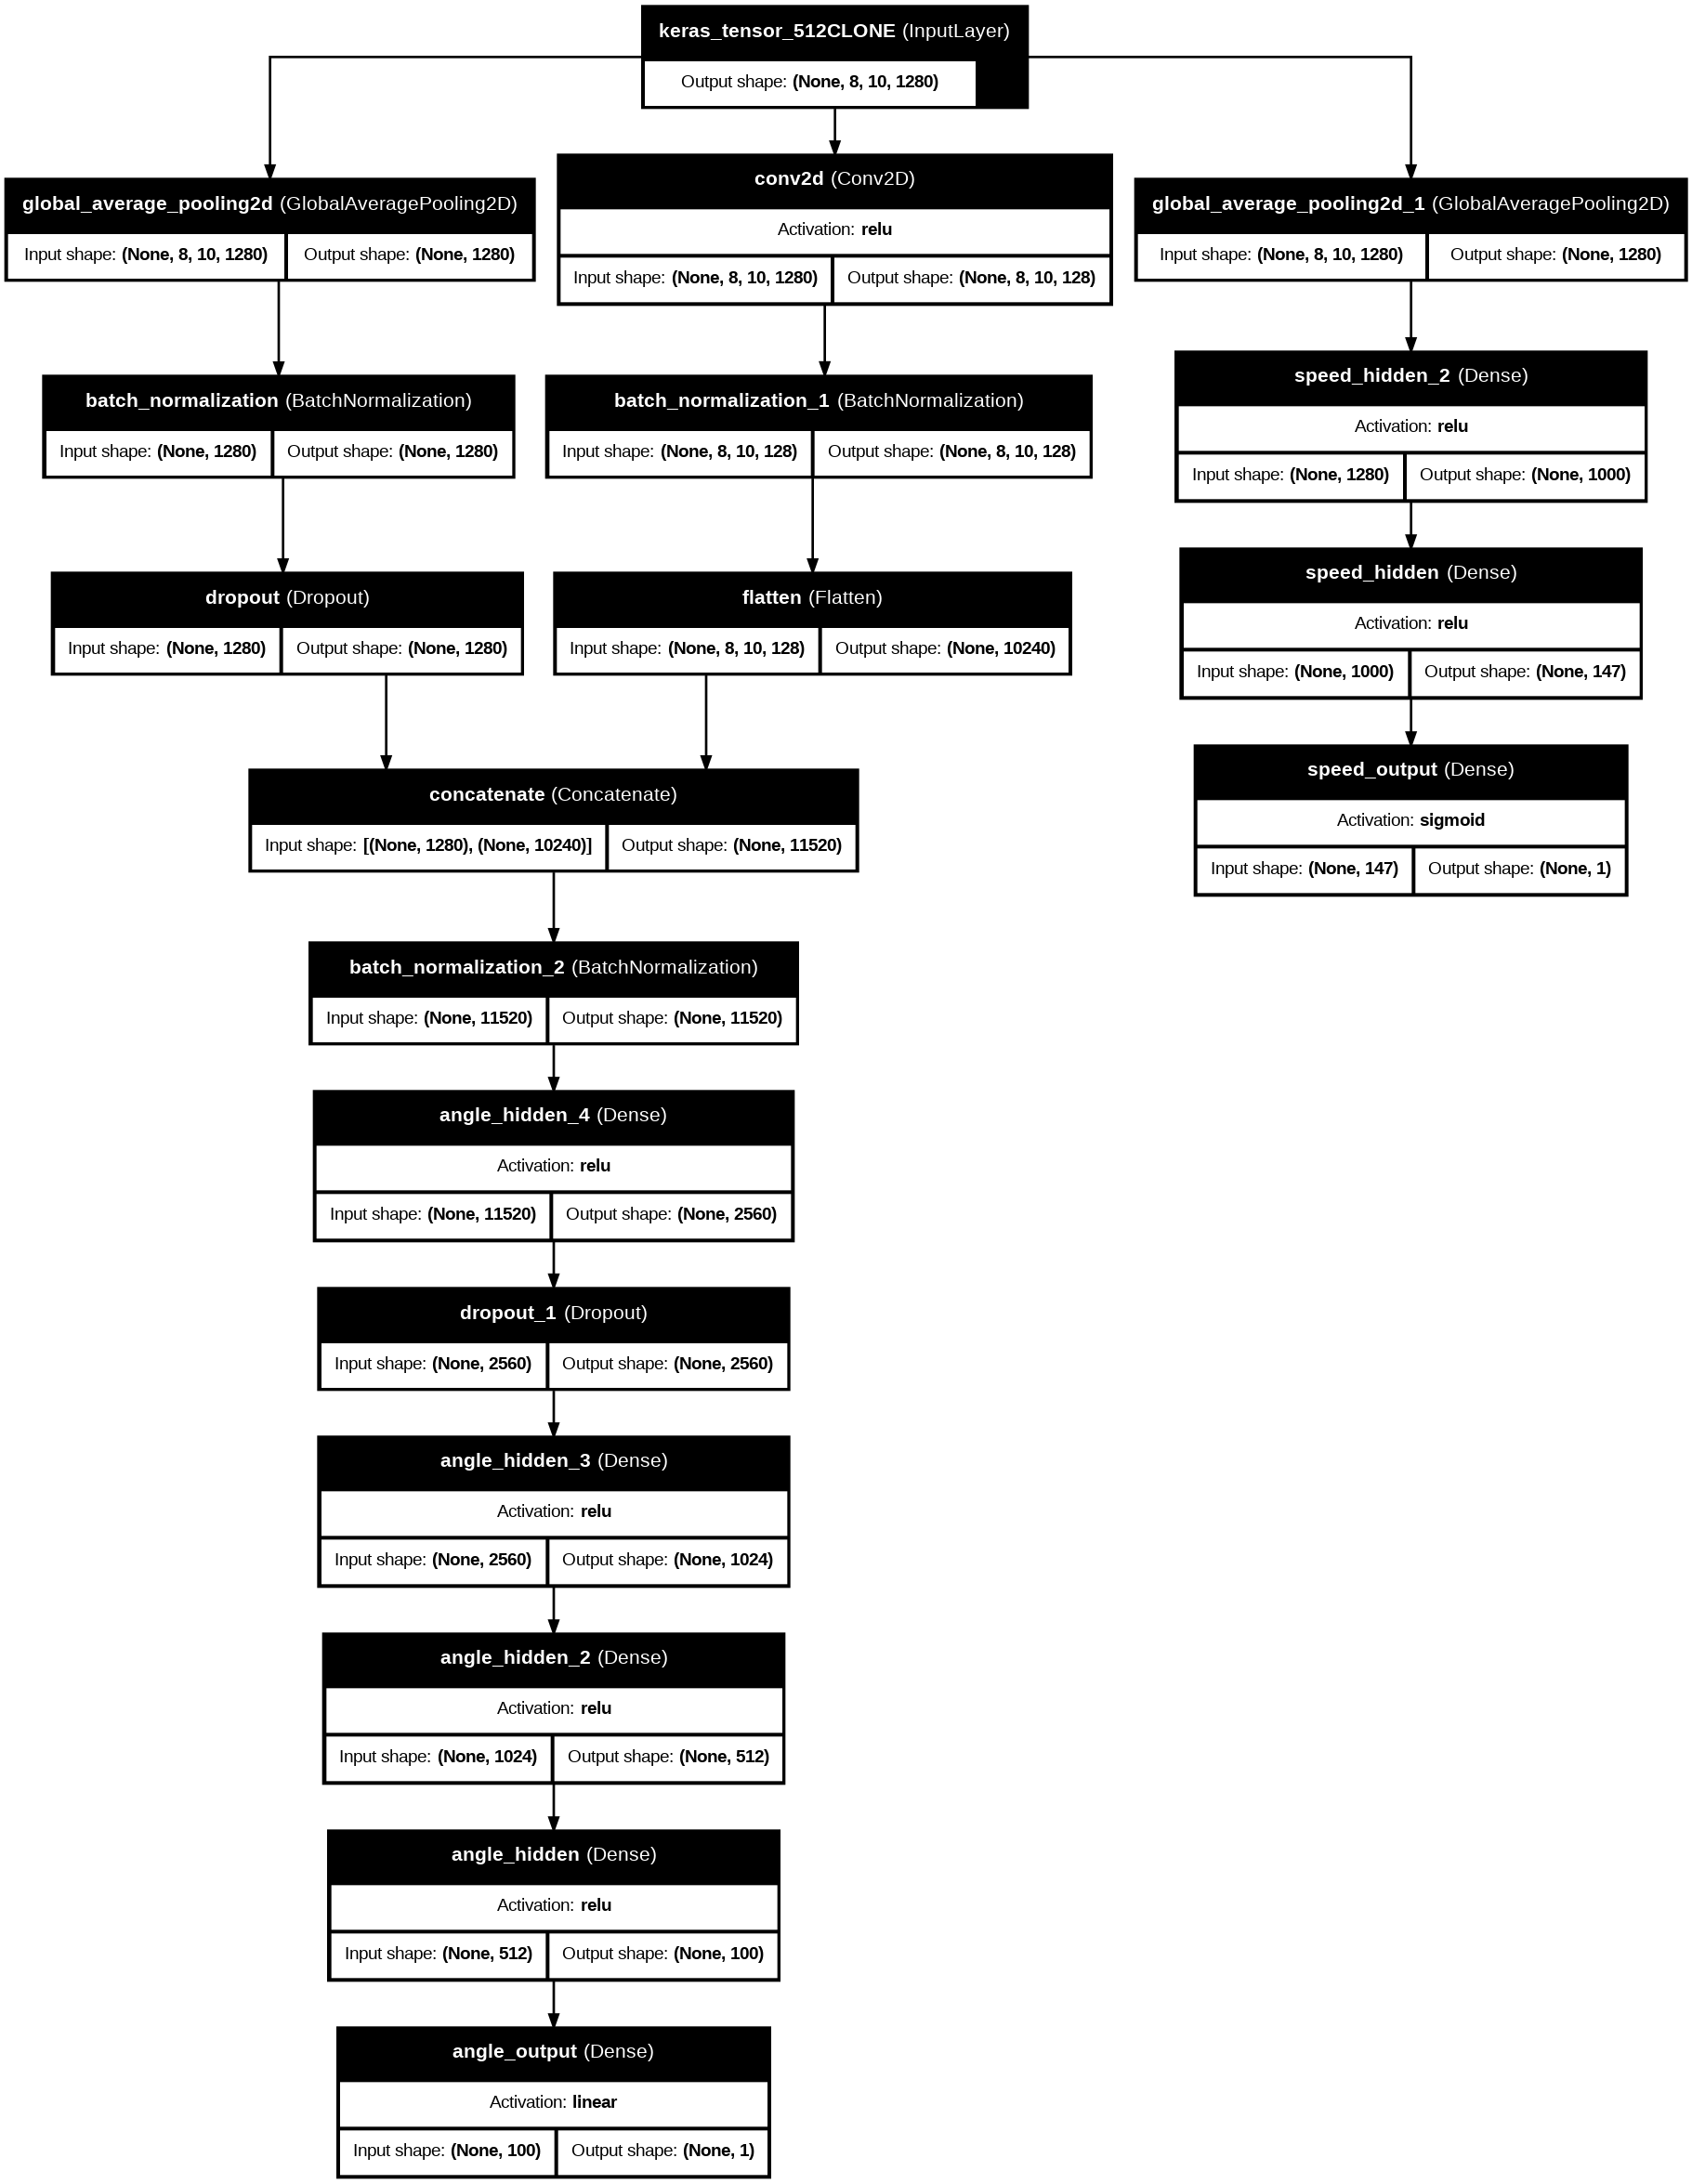 keras_tensor_512CLONE (InputLayer)
Output shape: (None, 8, 10, 1280)
global_average_pooling2d (GlobalAveragePooling2D)
Input shape: (None, 8, 10, 1280) Output shape: (None, 1280)
conv2d (Conv2D)
Activation: relu
Input shape: (None, 8, 10, 1280) Output shape: (None, 8, 10, 128)
global_average_pooling2d_1 (GlobalAveragePooling2D)
Input shape: (None, 8, 10, 1280) Output shape: (None, 1280)
batch_normalization (BatchNormalization)
Input shape: (None, 1280) Output shape: (None, 1280)
batch_normalization_1 (BatchNormalization)
Input shape: (None, 8, 10, 128) Output shape: (None, 8, 10, 128)
speed_hidden_2 (Dense)
Activation: relu
Input shape: (None, 1280) Output shape: (None, 1000)
dropout (Dropout)
Input shape: (None, 1280) Output shape: (None, 1280)
flatten (Flatten)
Input shape: (None, 8, 10, 128) Output shape: (None, 10240)
speed_hidden (Dense)
Activation: relu
Input shape: (None, 1000) Output shape: (None, 147)
concatenate (Concatenate)
Input shape: [(None, 1280), (None, 10240)] Output shape: (None, 11520)
speed_output (Dense)
Activation: sigmoid
Input shape: (None, 147) Output shape: (None, 1)
batch_normalization_2 (BatchNormalization)
Input shape: (None, 11520) Output shape: (None, 11520)
angle_hidden_4 (Dense)
Activation: relu
Input shape: (None, 11520) Output shape: (None, 2560)
dropout_1 (Dropout)
Input shape: (None, 2560) Output shape: (None, 2560)
angle_hidden_3 (Dense)
Activation: relu
Input shape: (None, 2560) Output shape: (None, 1024)
angle_hidden_2 (Dense)
Activation: relu
Input shape: (None, 1024) Output shape: (None, 512)
angle_hidden (Dense)
Activation: relu
Input shape: (None, 512) Output shape: (None, 100)
angle_output (Dense)
Activation: linear
Input shape: (None, 100) Output shape: (None, 1)